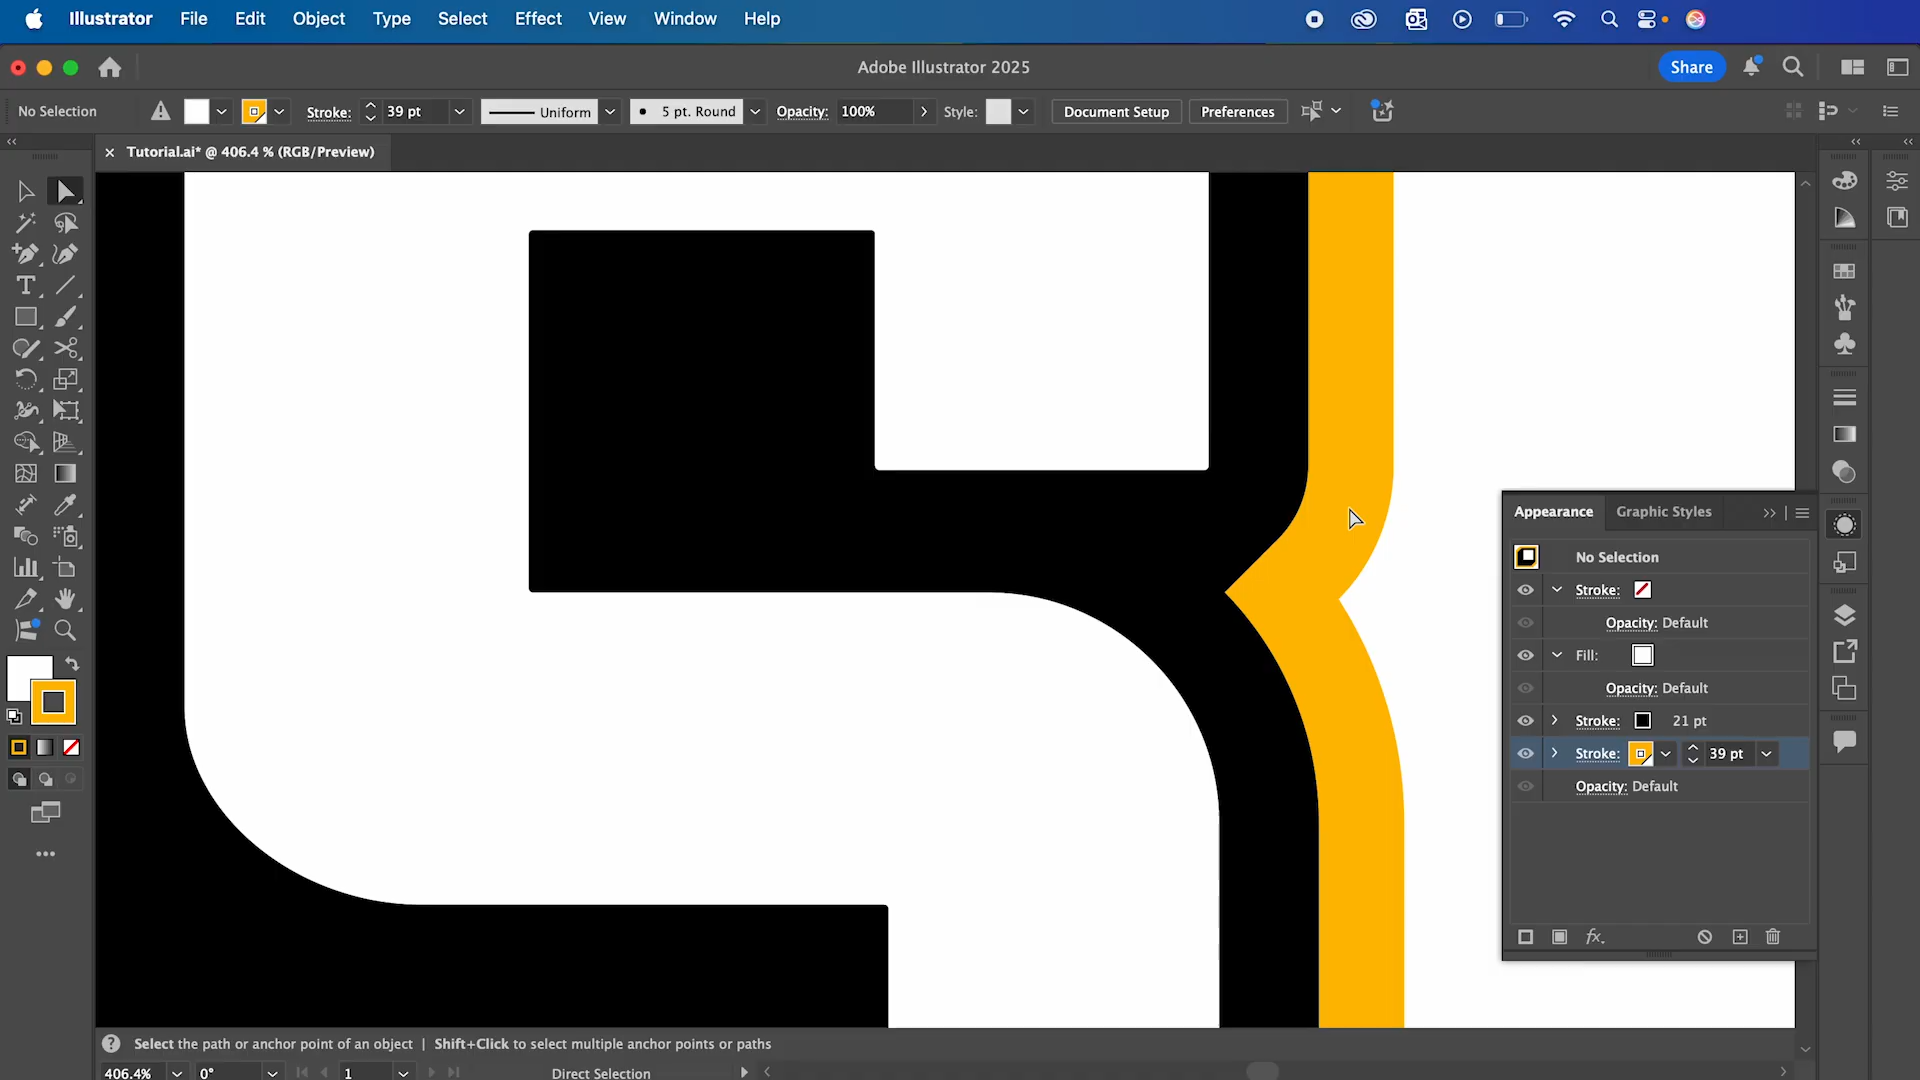 Illustrator File Edit Object Type Select Effect View Window Help
Adobe Illustrator 2025
Share
No Selection
Stroke: 39 pt
Uniform
5 pt. Round
Opacity: 100%
Style:
Document Setup
Preferences
Tutorial.ai* @ 406.4 % (RGB/Preview)
Appearance
Graphic Styles
No Selection
Stroke:
Opacity: Default
Fill:
Opacity: Default
Stroke: 21 pt
Stroke: 39 pt
Opacity: Default
fx.
? Select the path or anchor point of an object | Shift+Click to select multiple anchor points or paths
406.4% 0° 1 Direct Selection